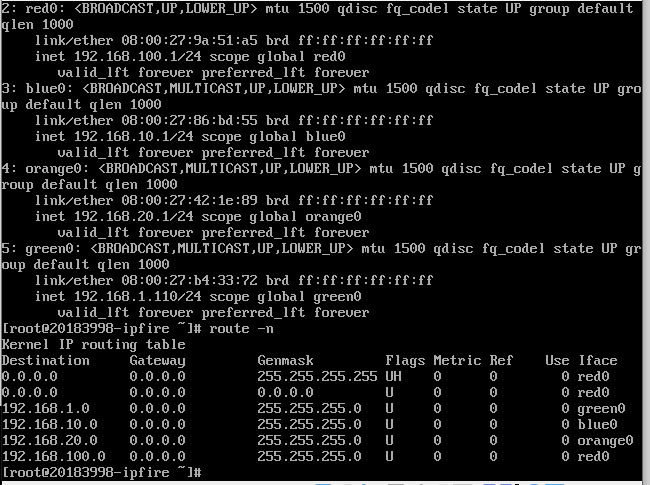 2: red0: <BROADCAST,UP,LOWER_UP> mtu 1500 qdisc fq_codel state UP group default
qlen 1000
    link/ether 08:00:27:9a:51:a5 brd ff:ff:ff:ff:ff:ff
    inet 192.168.100.1/24 scope global red0
       valid_lft forever preferred_lft forever
3: blue0: <BROADCAST,MULTICAST,UP,LOWER_UP> mtu 1500 qdisc fq_codel state UP gro
up default qlen 1000
    link/ether 08:00:27:86:bd:55 brd ff:ff:ff:ff:ff:ff
    inet 192.168.10.1/24 scope global blue0
       valid_lft forever preferred_lft forever
4: orange0: <BROADCAST,MULTICAST,UP,LOWER_UP> mtu 1500 qdisc fq_codel state UP g
roup default qlen 1000
    link/ether 08:00:27:42:1e:89 brd ff:ff:ff:ff:ff:ff
    inet 192.168.20.1/24 scope global orange0
       valid_lft forever preferred_lft forever
5: green0: <BROADCAST,MULTICAST,UP,LOWER_UP> mtu 1500 qdisc fq_codel state UP gr
oup default qlen 1000
    link/ether 08:00:27:b4:33:72 brd ff:ff:ff:ff:ff:ff
    inet 192.168.1.110/24 scope global green0
       valid_lft forever preferred_lft forever
[root@20183998-ipfire ~]# route -n
Kernel IP routing table
Destination     Gateway         Genmask         Flags Metric Ref    Use Iface
0.0.0.0         0.0.0.0         255.255.255.255 UH    0      0        0 red0
0.0.0.0         0.0.0.0         0.0.0.0         U     0      0        0 red0
192.168.1.0     0.0.0.0         255.255.255.0   U     0      0        0 green0
192.168.10.0    0.0.0.0         255.255.255.0   U     0      0        0 blue0
192.168.20.0    0.0.0.0         255.255.255.0   U     0      0        0 orange0
192.168.100.0   0.0.0.0         255.255.255.0   U     0      0        0 red0
[root@20183998-ipfire ~]#